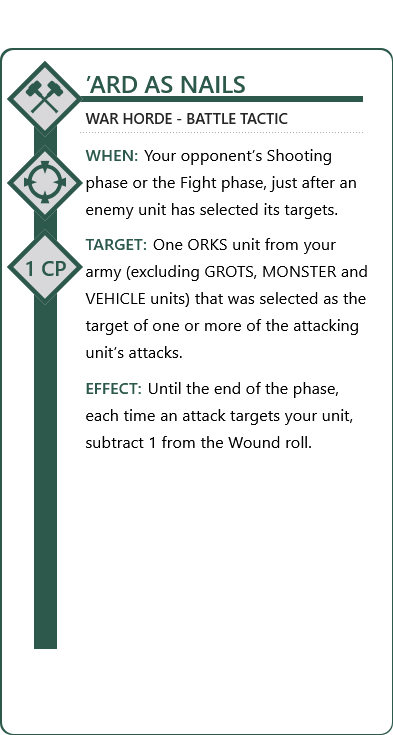 ’ARD AS NAILS
WAR HORDE - BATTLE TACTIC
WHEN: Your opponent’s Shooting
phase or the Fight phase, just after an
enemy unit has selected its targets.
1 CP
TARGET: One ORKS unit from your
army (excluding GROTS, MONSTER and
VEHICLE units) that was selected as the
target of one or more of the attacking
unit’s attacks.
EFFECT: Until the end of the phase,
each time an attack targets your unit,
subtract 1 from the Wound roll.